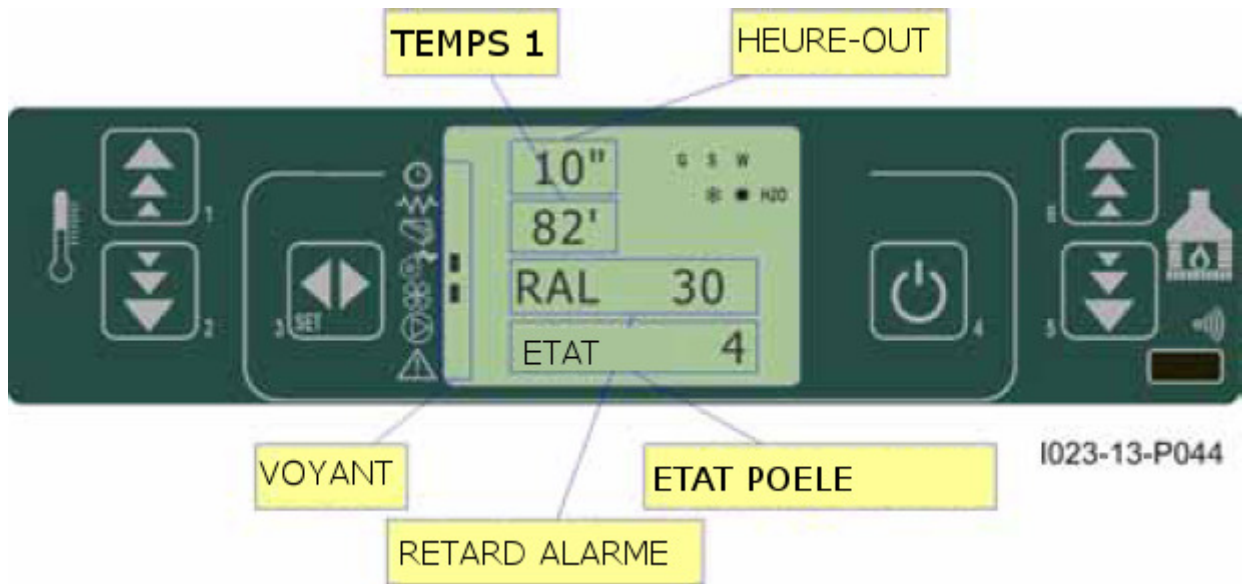 TEMPS 1
HEURE-OUT
10"
G S W
H2O
82'
1
2
RAL 30
3 SET
4
5
ETAT 4
VOYANT
ETAT POELE
I023-13-P044
RETARD ALARME